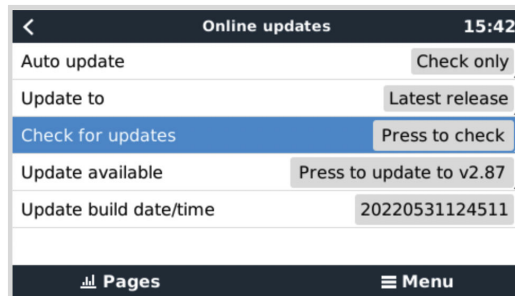 Online updates 15:42
Auto update Check only
Update to Latest release
Check for updates Press to check
Update available Press to update to v2.87
Update build date/time 20220531124511
Pages Menu